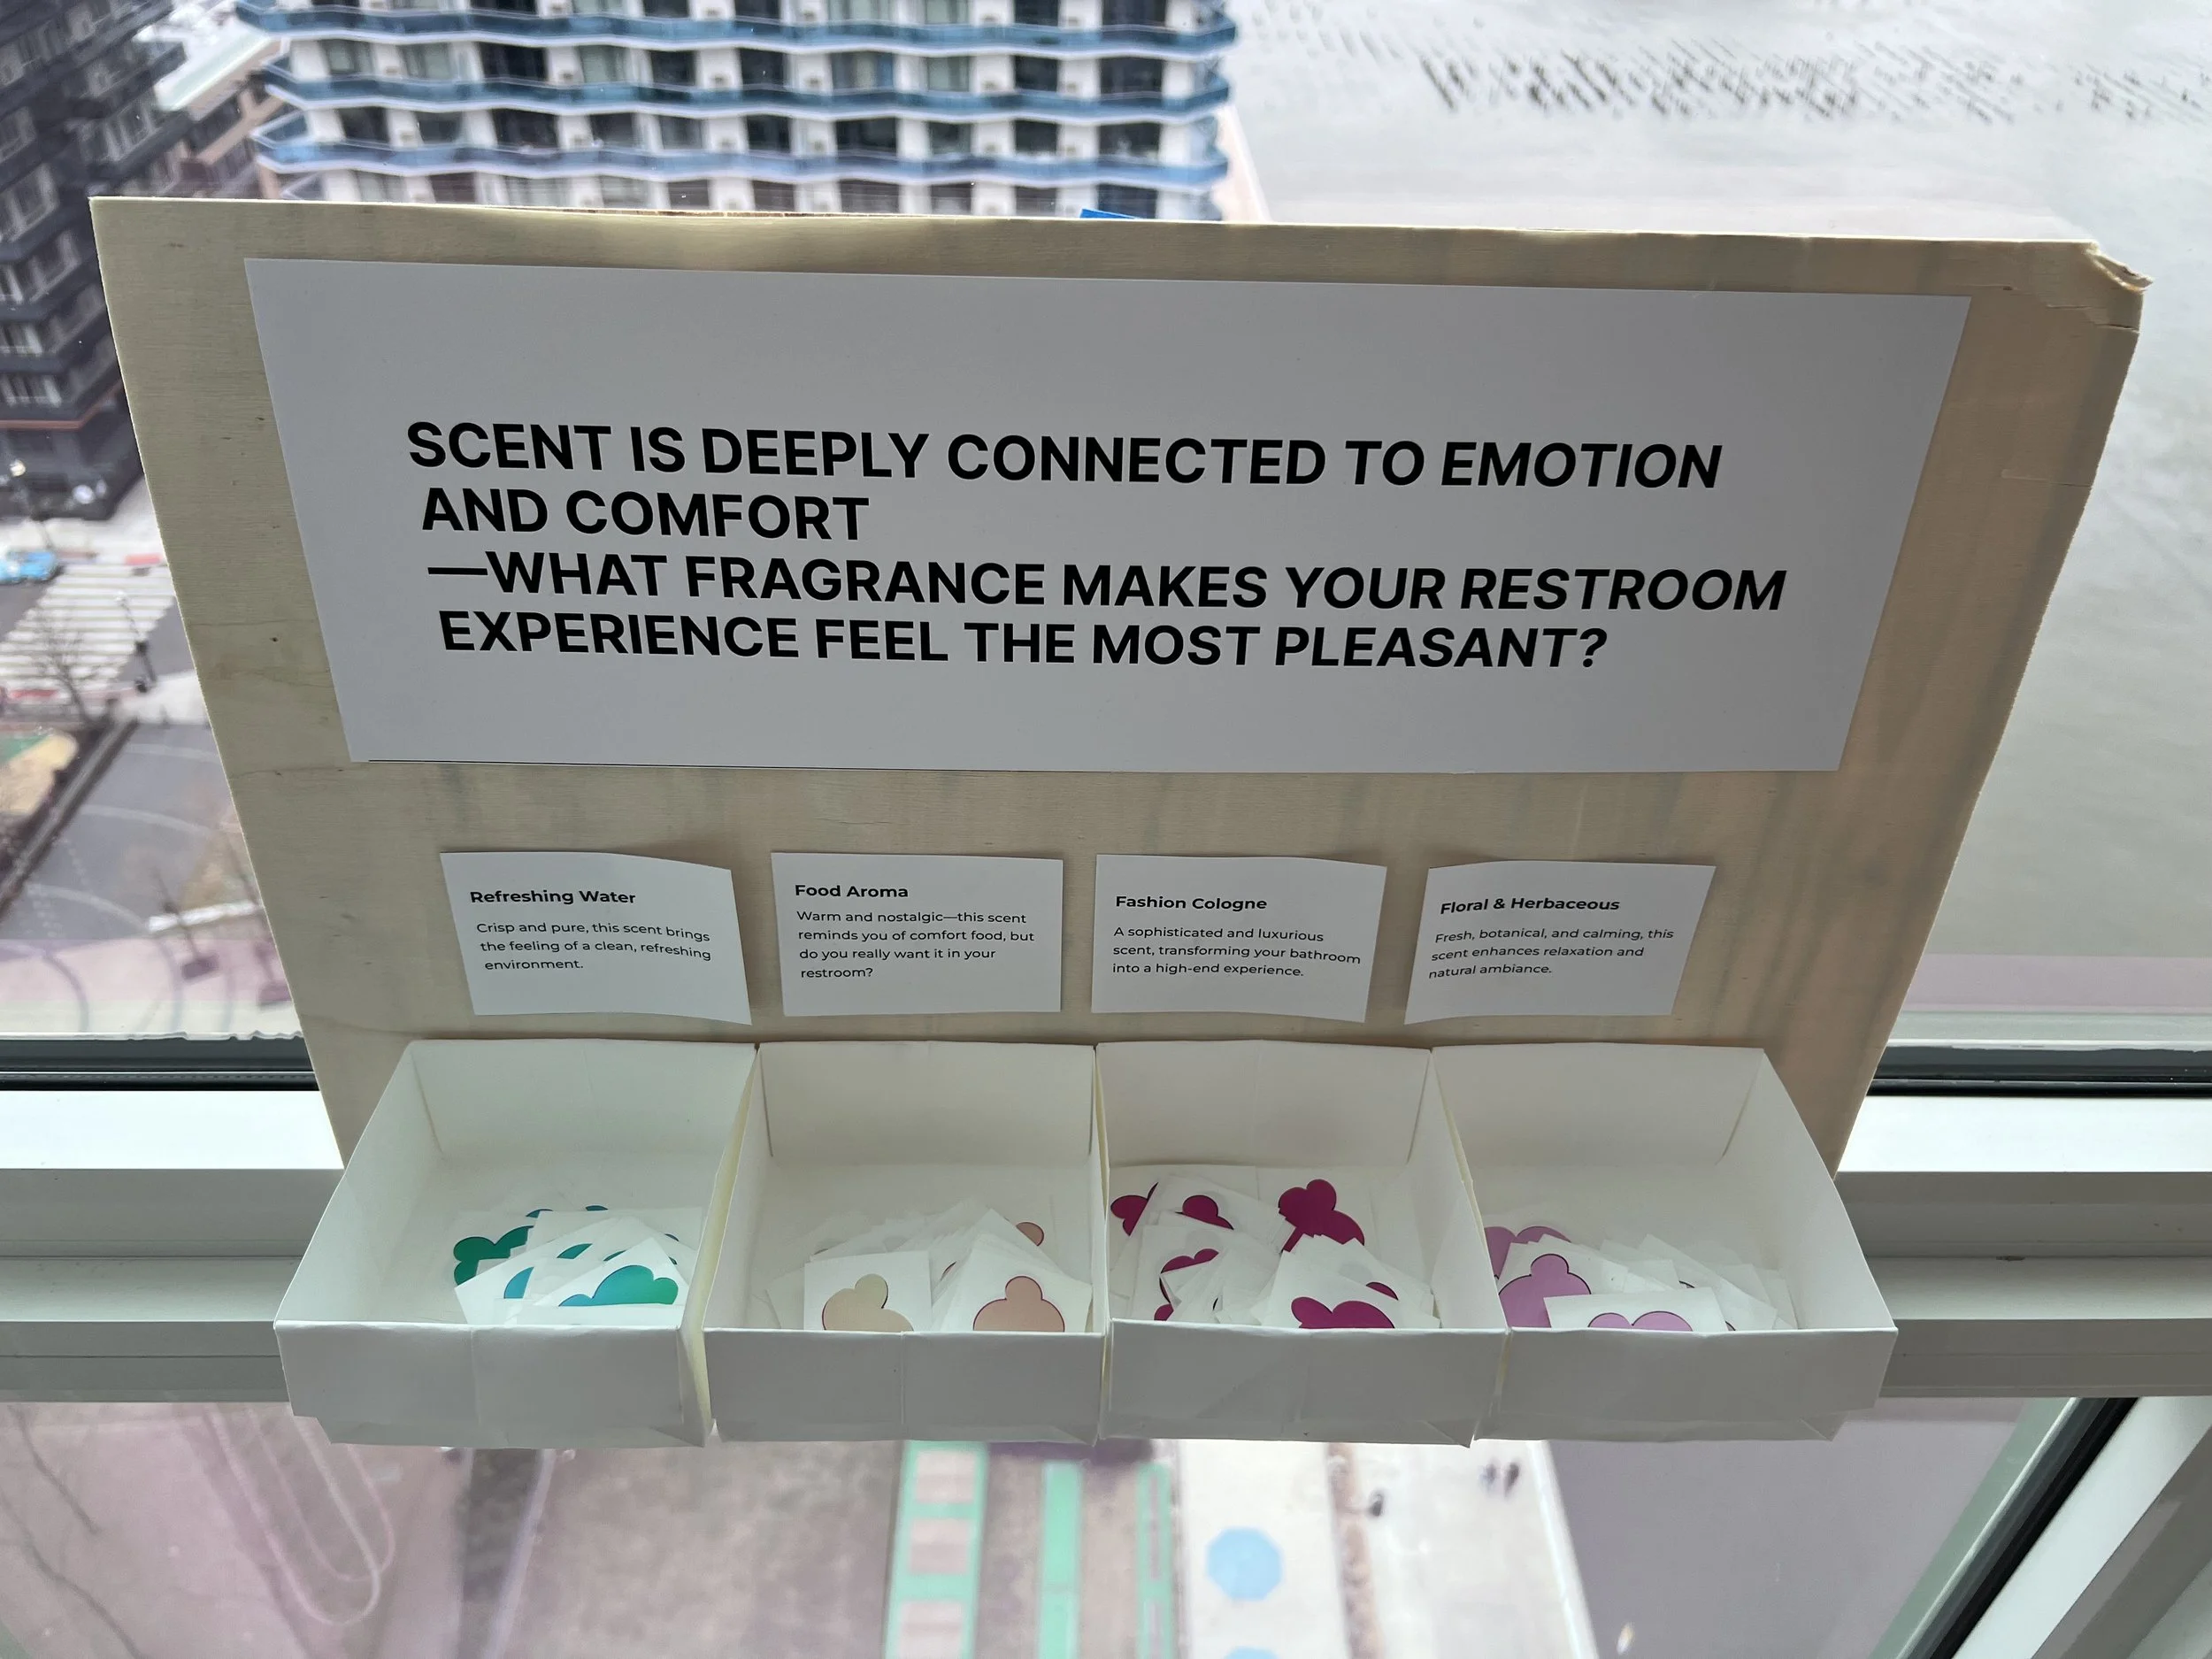 SCENT IS DEEPLY CONNECTED TO EMOTION
AND COMFORT
—WHAT FRAGRANCE MAKES YOUR RESTROOM
EXPERIENCE FEEL THE MOST PLEASANT?
Refreshing Water
Crisp and pure, this scent brings
the feeling of a clean, refreshing
environment.
Food Aroma
Warm and nostalgic—this scent
reminds you of comfort food, but
do you really want it in your
restroom?
Fashion Cologne
A sophisticated and luxurious
scent, transforming your bathroom
into a high-end experience.
Floral & Herbaceous
Fresh, botanical, and calming, this
scent enhances relaxation and
natural ambiance.